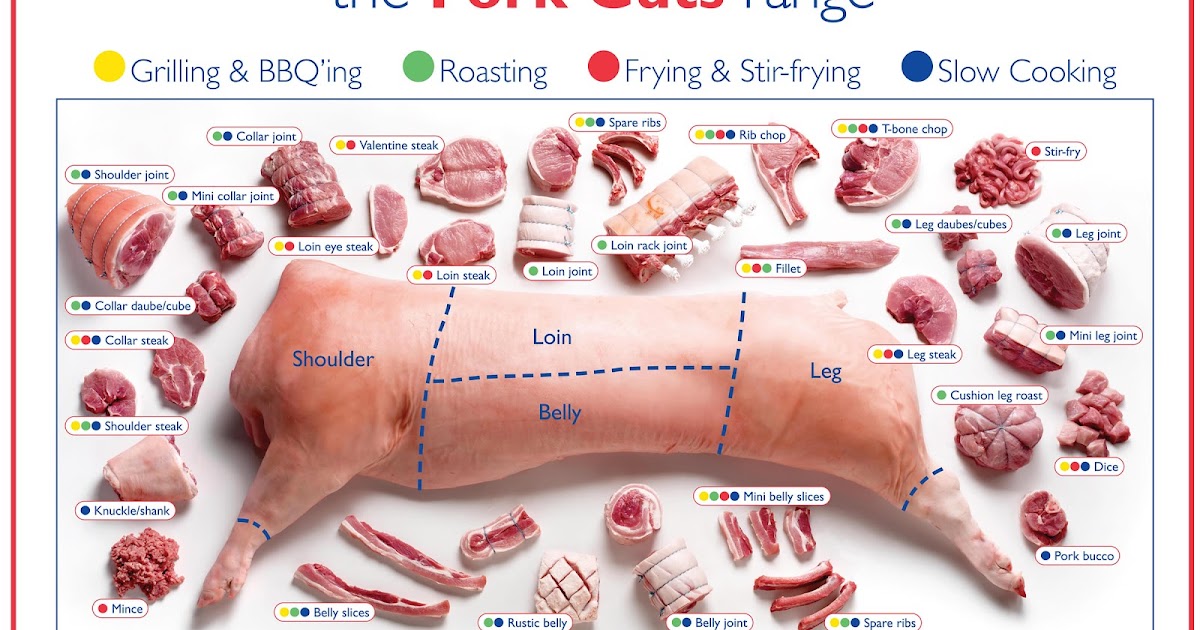 the Pork Cuts range
Grilling & BBQ'ing
Roasting
Frying & Stir-frying
Slow Cooking
Spare ribs
T-bone chop
Collar joint
Rib chop
Valentine steak
Stir-fry
Shoulder joint
Mini collar joint
Leg daubes/cubes
Leg joint
Loin eye steak
Loin rack joint
Loin steak
Loin joint
Fillet
Collar daube/cube
Collar steak
Loin
Mini leg joint
Shoulder
Leg steak
Leg
Cushion leg roast
Belly
Shoulder steak
Dice
Mini belly slices
Knuckle/shank
Pork bucco
Mince
Belly slices
Rustic belly
Belly joint
Spare ribs